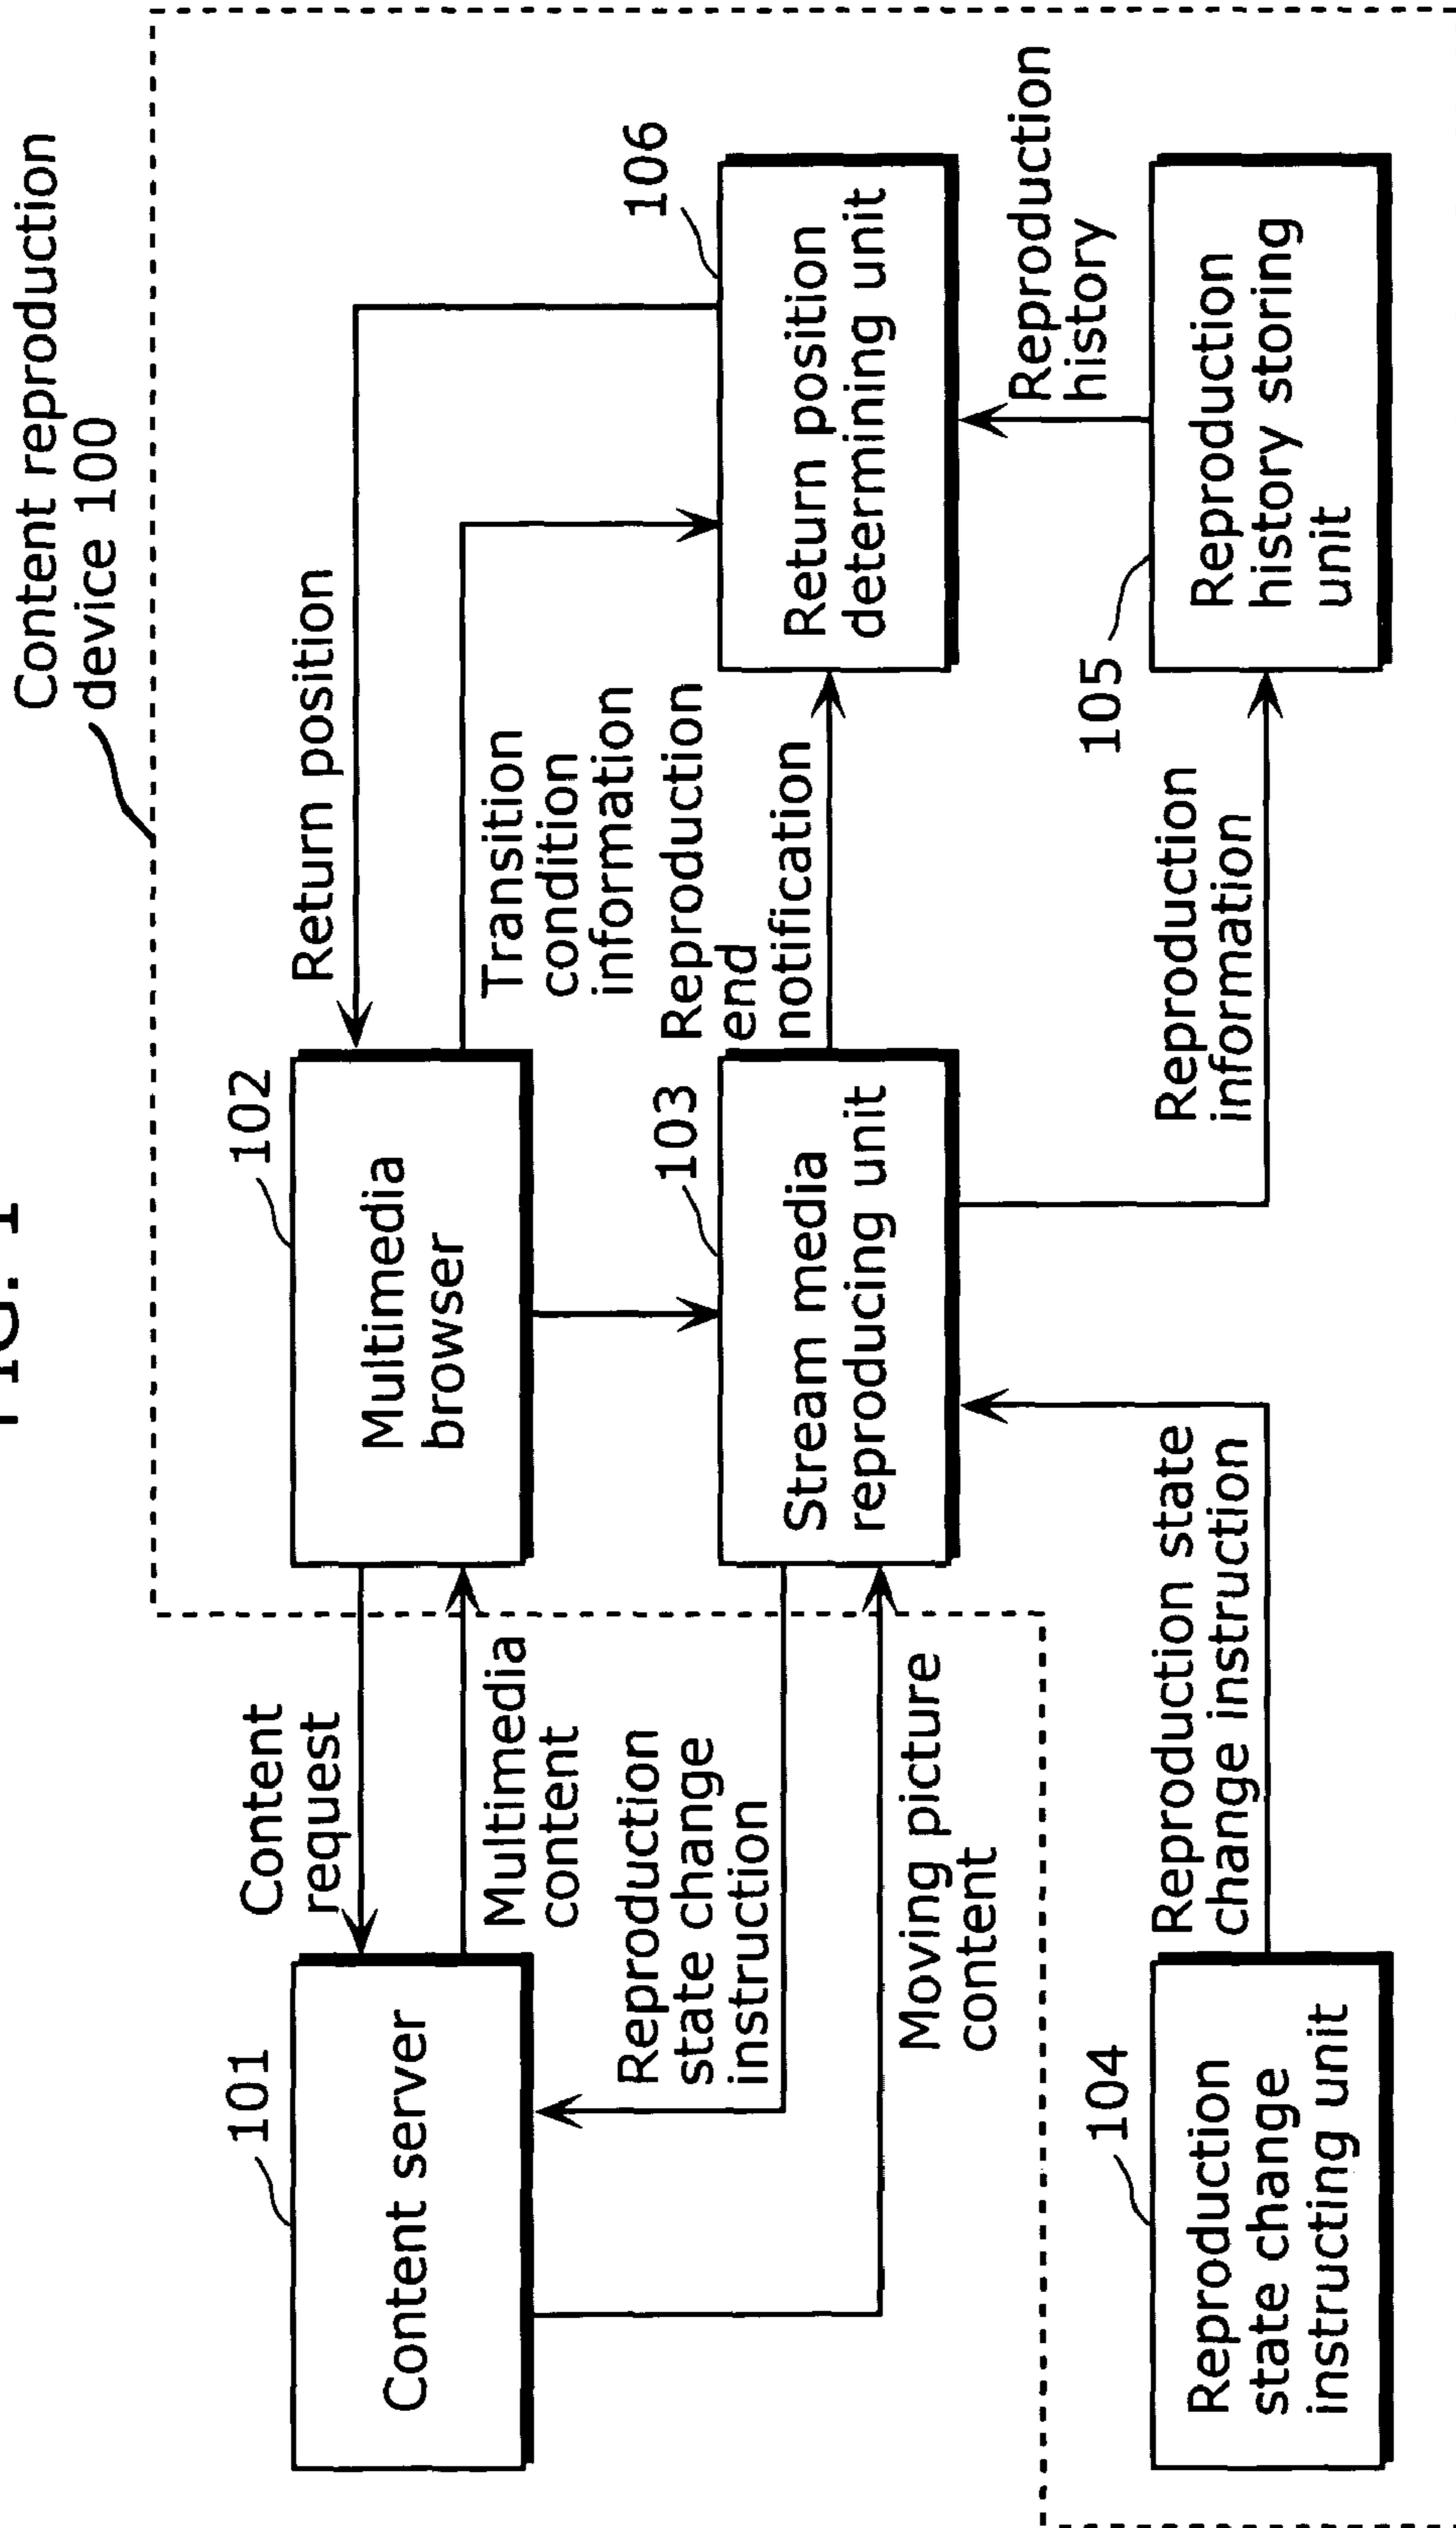 FIG. 1
Content reproduction
device 100
101
Content server
Content
request
Multimedia
content
Reproduction
state change
instruction
Moving picture
content
102
Multimedia
browser
Return position
Transition
condition
information
103
Stream media
reproducing unit
Reproduction
end
notification
106
Return position
determining unit
Reproduction
history
104
Reproduction
state change
instructing unit
Reproduction state
change instruction
Reproduction
information
105
Reproduction
history storing
unit